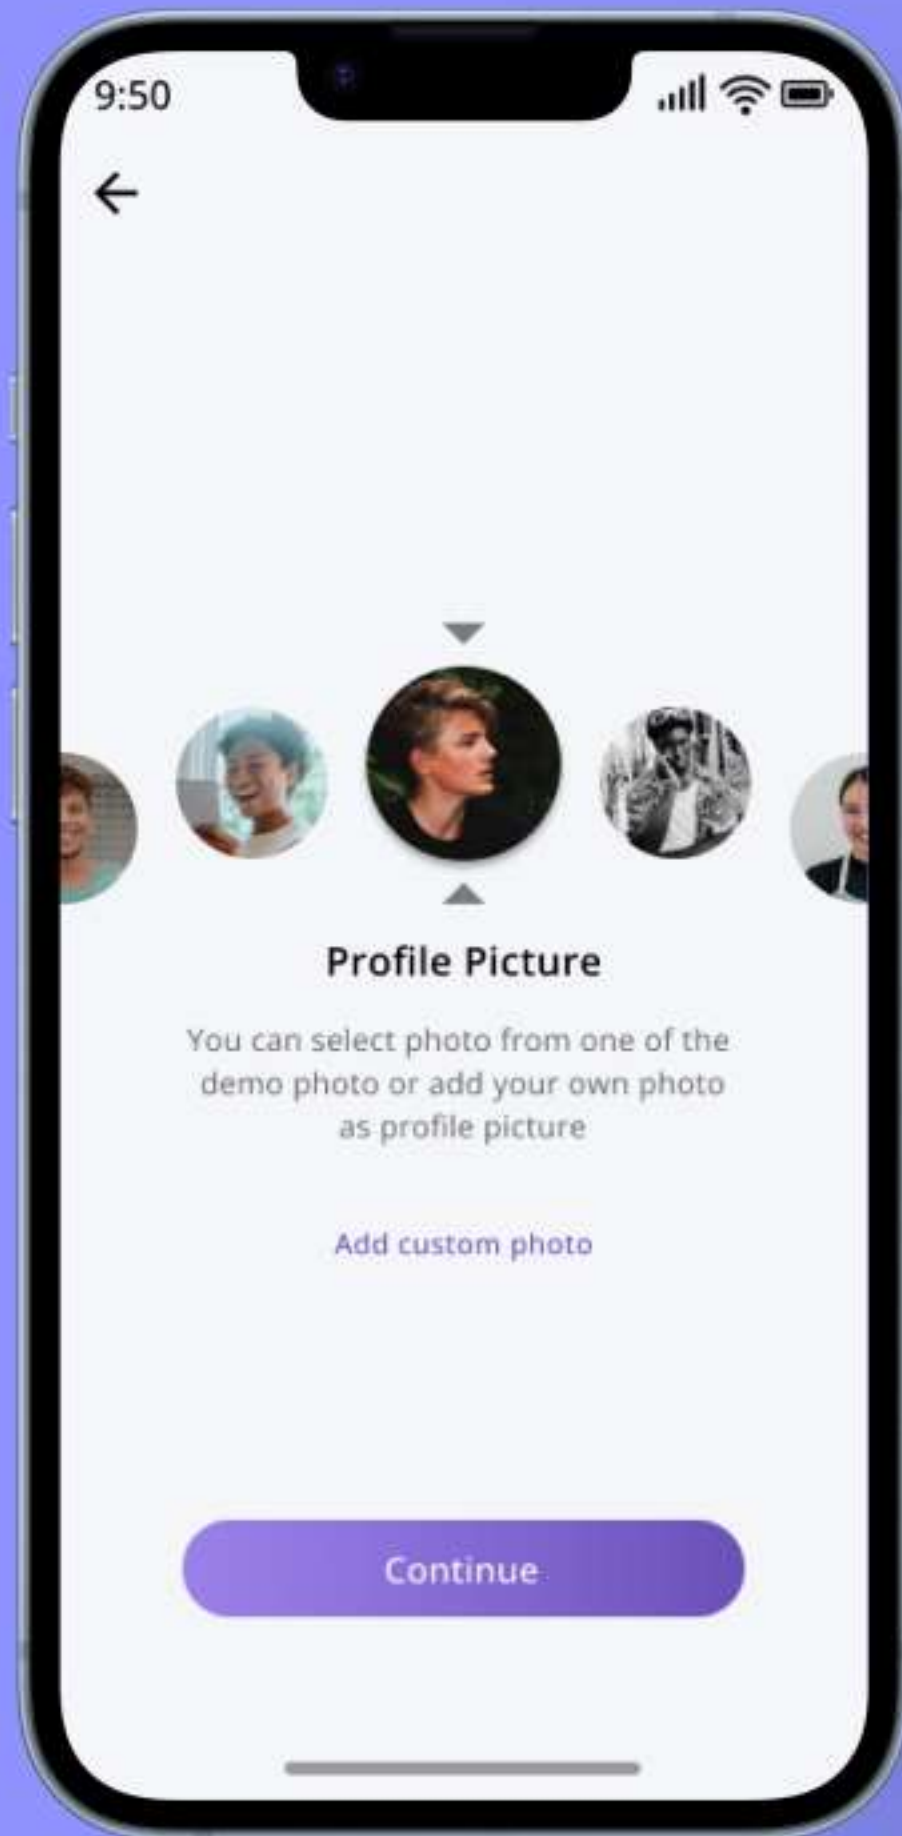 9:50
Profile Picture
You can select photo from one of the
demo photo or add your own photo
as profile picture
Add custom photo
Continue